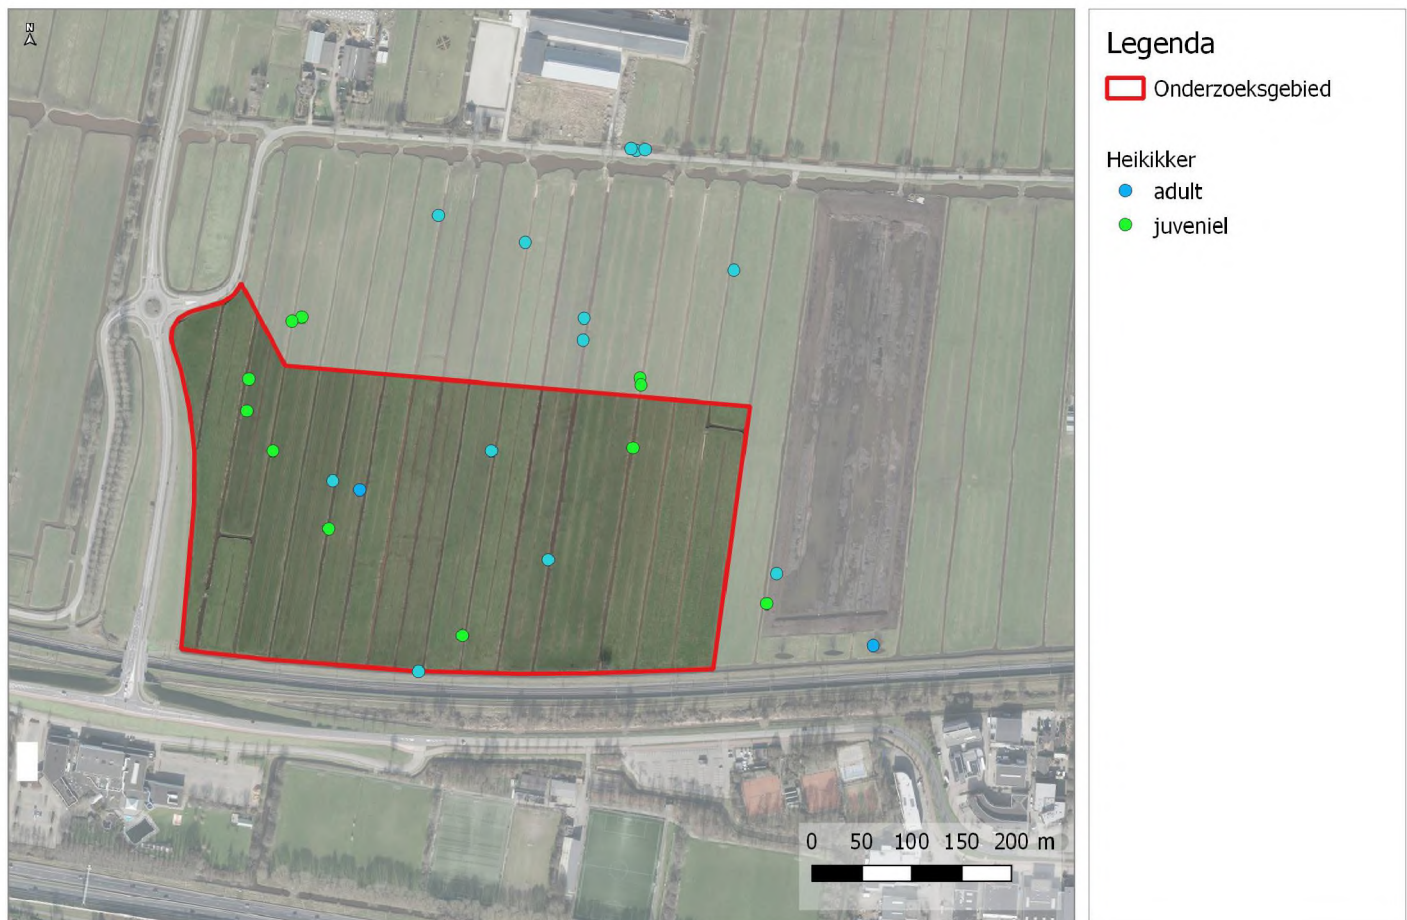 N
Legenda
Onderzoeksgebied
Heikikker
adult
juveniel
0 50 100 150 200 m